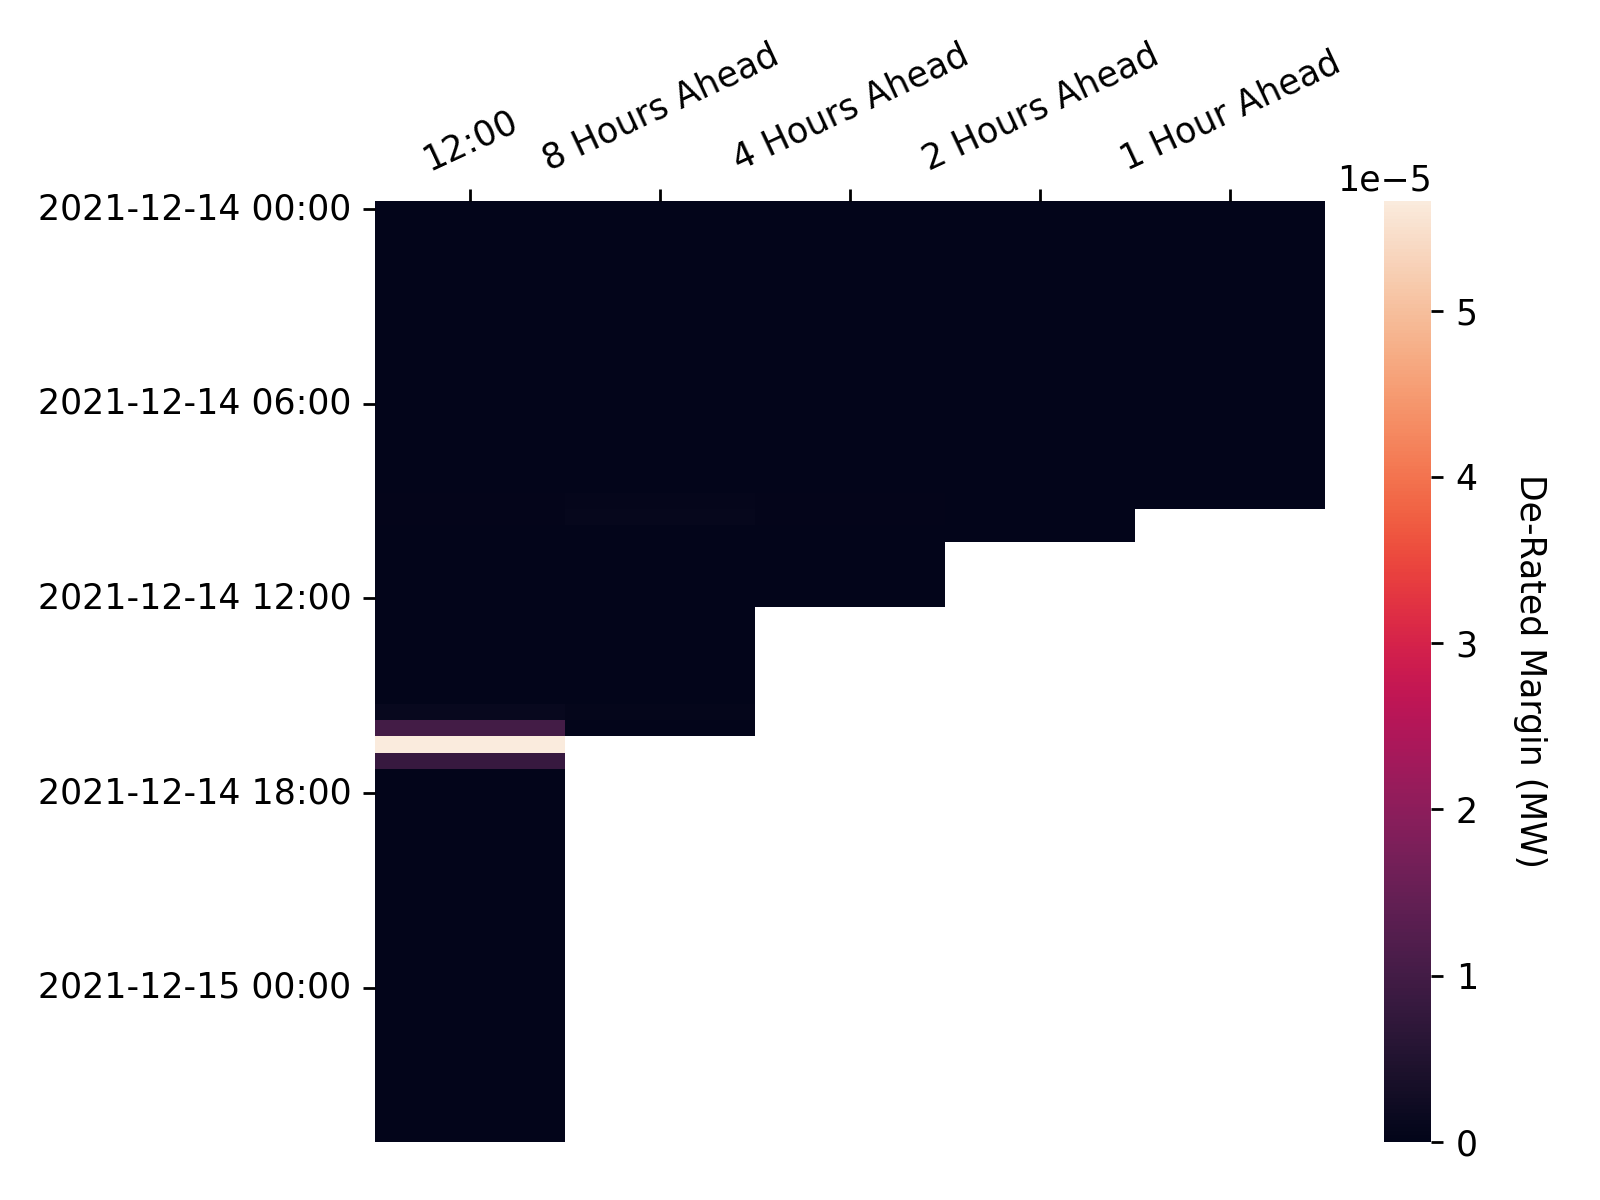 12:00
8 Hours Ahead
4 Hours Ahead
2 Hours Ahead
1 Hour Ahead
1e−5
2021-12-14 00:00
2021-12-14 06:00
2021-12-14 12:00
2021-12-14 18:00
2021-12-15 00:00
5
4
3
2
1
0
De-Rated Margin (MW)